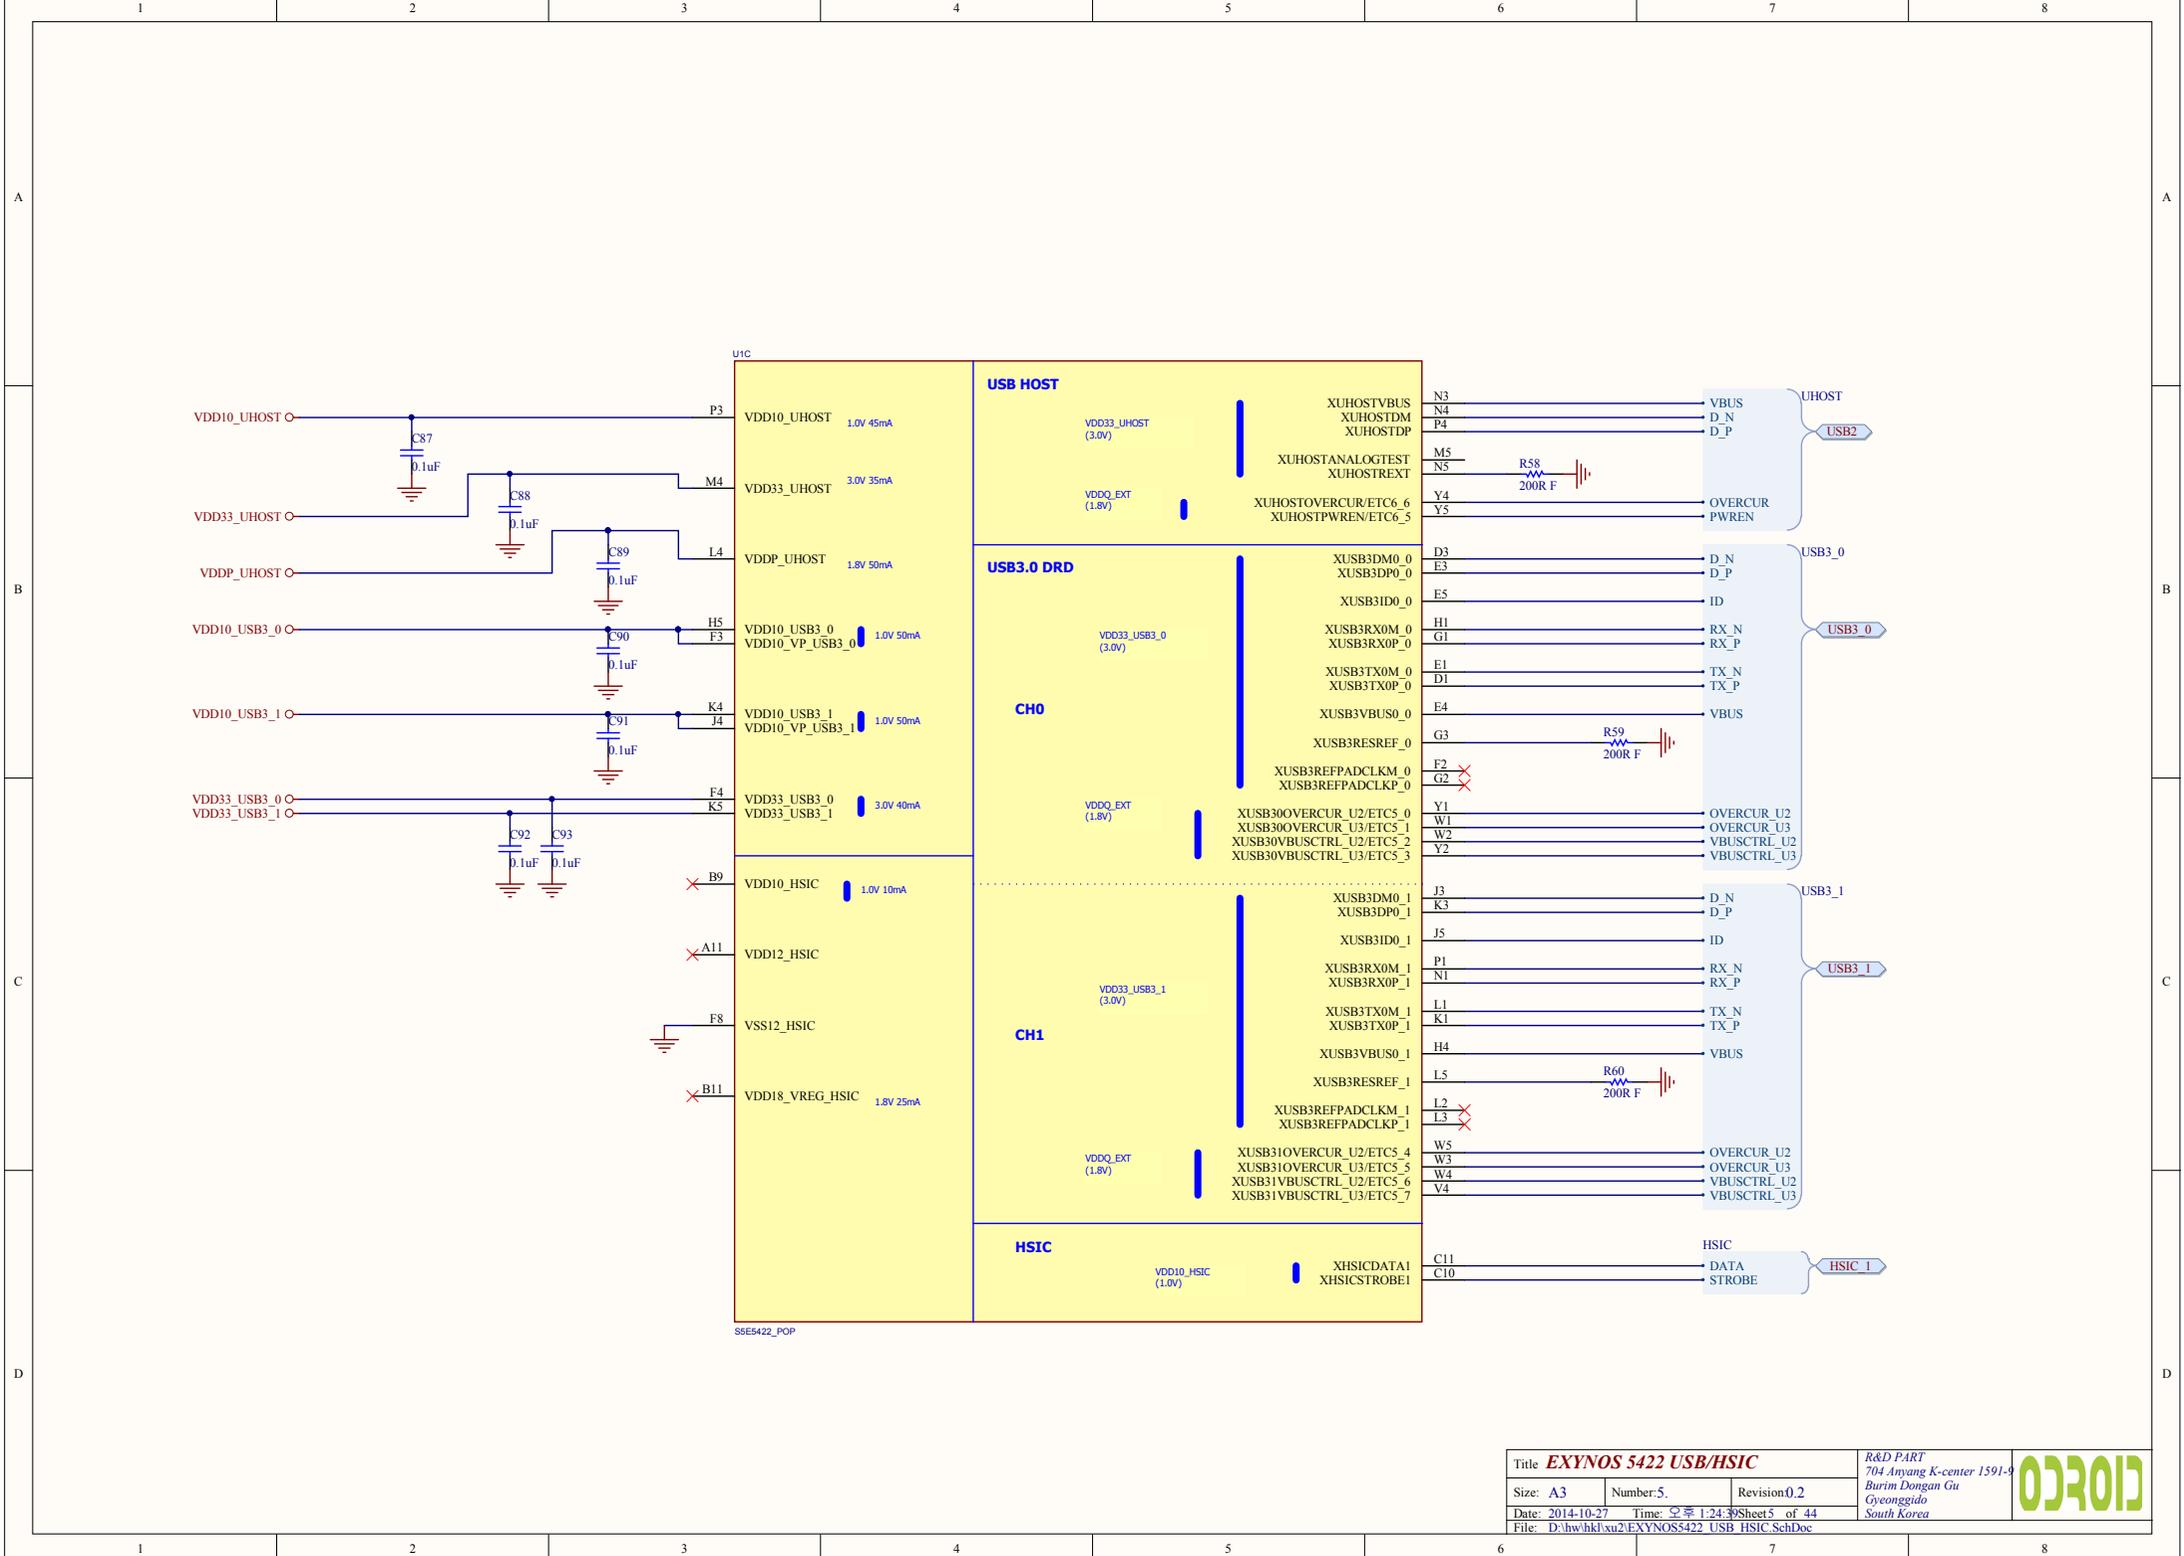 1 2 3 4 5 6 7 8
A A
B B
C C
D D
U1C
VDD10_UHOST
C87
0.1uF
VDD33_UHOST
C88
0.1uF
VDDP_UHOST
C89
0.1uF
VDD10_USB3_0
C90
0.1uF
VDD10_USB3_1
C91
0.1uF
VDD33_USB3_0
VDD33_USB3_1
C92 C93
0.1uF 0.1uF
P3 VDD10_UHOST 1.0V 45mA
M4 VDD33_UHOST 3.0V 35mA
L4 VDDP_UHOST 1.8V 50mA
H5 VDD10_USB3_0
F3 VDD10_VP_USB3_0
1.0V 50mA
K4 VDD10_USB3_1
J4 VDD10_VP_USB3_1
1.0V 50mA
F4 VDD33_USB3_0
K5 VDD33_USB3_1
3.0V 40mA
B9 VDD10_HSIC 1.0V 10mA
A11 VDD12_HSIC
F8 VSS12_HSIC
B11 VDD18_VREG_HSIC 1.8V 25mA
USB HOST
VDD33_UHOST
(3.0V)
VDDQ_EXT
(1.8V)
XUHOSTVBUS N3 VBUS
XUHOSTDM N4 D_N
XUHOSTDP P4 D_P
XUHOSTANALOGTEST M5
XUHOSTREXT N5
R58
200R F
XUHOSTOVERCUR/ETC6_6 Y4 OVERCUR
XUHOSTPWREN/ETC6_5 Y5 PWREN
UHOST
USB2
USB3.0 DRD
VDD33_USB3_0
(3.0V)
CH0
VDDQ_EXT
(1.8V)
XUSB3DM0_0 D3 D_N
XUSB3DP0_0 E3 D_P
XUSB3ID0_0 E5 ID
XUSB3RX0M_0 H1 RX_N
XUSB3RX0P_0 G1 RX_P
XUSB3TX0M_0 E1 TX_N
XUSB3TX0P_0 D1 TX_P
XUSB3VBUS0_0 E4 VBUS
XUSB3RESREF_0 G3
R59
200R F
XUSB3REFPADCLKM_0 F2
XUSB3REFPADCLKP_0 G2
XUSB30OVERCUR_U2/ETC5_0 Y1 OVERCUR_U2
XUSB30OVERCUR_U3/ETC5_1 W1 OVERCUR_U3
XUSB30VBUSCTRL_U2/ETC5_2 W2 VBUSCTRL_U2
XUSB30VBUSCTRL_U3/ETC5_3 Y2 VBUSCTRL_U3
USB3_0
USB3_0
VDD33_USB3_1
(3.0V)
CH1
VDDQ_EXT
(1.8V)
XUSB3DM0_1 J3 D_N
XUSB3DP0_1 K3 D_P
XUSB3ID0_1 J5 ID
XUSB3RX0M_1 P1 RX_N
XUSB3RX0P_1 N1 RX_P
XUSB3TX0M_1 L1 TX_N
XUSB3TX0P_1 K1 TX_P
XUSB3VBUS0_1 H4 VBUS
XUSB3RESREF_1 L5
R60
200R F
XUSB3REFPADCLKM_1 L2
XUSB3REFPADCLKP_1 L3
XUSB31OVERCUR_U2/ETC5_4 W5 OVERCUR_U2
XUSB31OVERCUR_U3/ETC5_5 W3 OVERCUR_U3
XUSB31VBUSCTRL_U2/ETC5_6 W4 VBUSCTRL_U2
XUSB31VBUSCTRL_U3/ETC5_7 V4 VBUSCTRL_U3
USB3_1
USB3_1
HSIC
VDD10_HSIC
(1.0V)
XHSICDATA1 C11 DATA
XHSICSTROBE1 C10 STROBE
HSIC
HSIC_1
S5E5422_POP
Title EXYNOS 5422 USB/HSIC
Size: A3 Number:5. Revision:0.2
Date: 2014-10-27 Time: 오후 1:24:39 Sheet5 of 44
File: D:\hw\hkl\xu2\EXYNOS5422_USB_HSIC.SchDoc
R&D PART
704 Anyang K-center 1591-9
Burim Dongan Gu
Gyeonggido
South Korea
ODROID
1 2 3 4 5 6 7 8